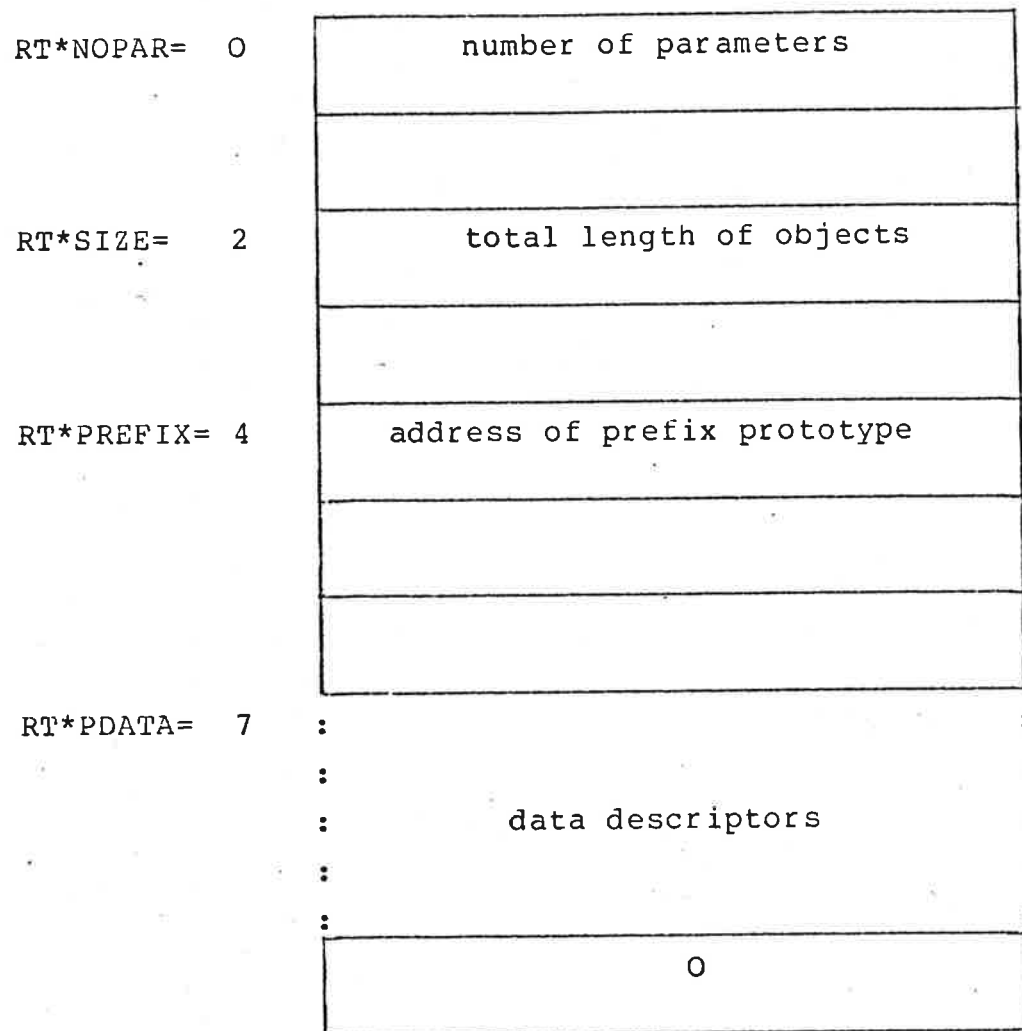 RT*NOPAR= 0 number of parameters
RT*SIZE= 2 total length of objects
RT*PREFIX= 4 address of prefix prototype
RT*PDATA= 7 :
:
: data descriptors
:
:
0